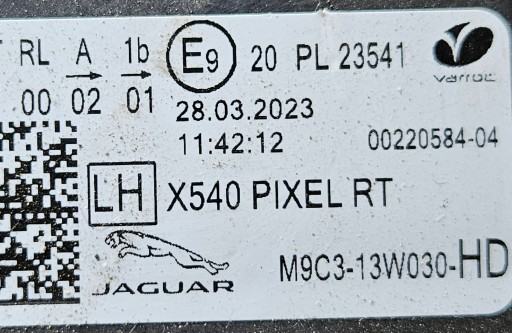 RL A 1b E9 20 PL 23541
.00 02 01
varroc
28.03.2023
11:42:12 00220584-04
LH X540 PIXEL RT
JAGUAR M9C3-13W030-HD